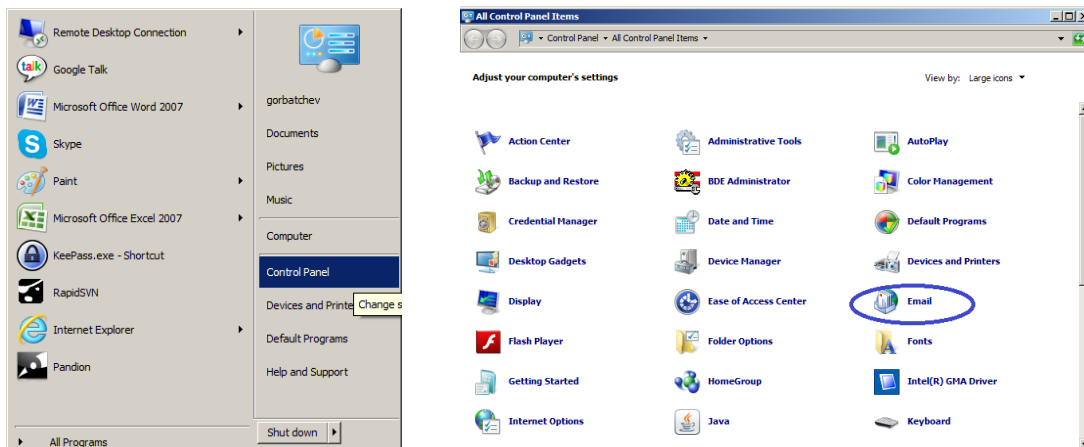 Remote Desktop Connection
talk
Google Talk
Microsoft Office Word 2007
Skype
Paint
Microsoft Office Excel 2007
KeePass.exe - Shortcut
RapidSVN
Internet Explorer
Pandion
All Programs
gorbatchev
Documents
Pictures
Music
Computer
Control Panel
Devices and Printe
Change s
Default Programs
Help and Support
Shut down
All Control Panel Items
Control Panel All Control Panel Items
Adjust your computer's settings
View by: Large icons
Action Center Administrative Tools AutoPlay
Backup and Restore BDE Administrator Color Management
Credential Manager Date and Time Default Programs
Desktop Gadgets Device Manager Devices and Printers
Display Ease of Access Center Email
Flash Player Folder Options Fonts
Getting Started HomeGroup Intel(R) GMA Driver
Internet Options Java Keyboard